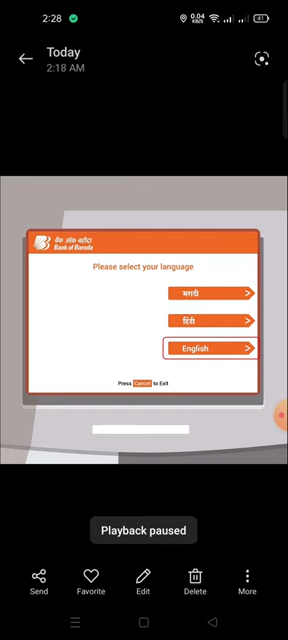 2:28
0.04
KB/S
41
Today
2:18 AM
बैंक ऑफ़ बड़ौदा
Bank of Baroda
Please select your language
मराठी
हिंदी
English
Press Cancel to Exit
Playback paused
Send Favorite Edit Delete More